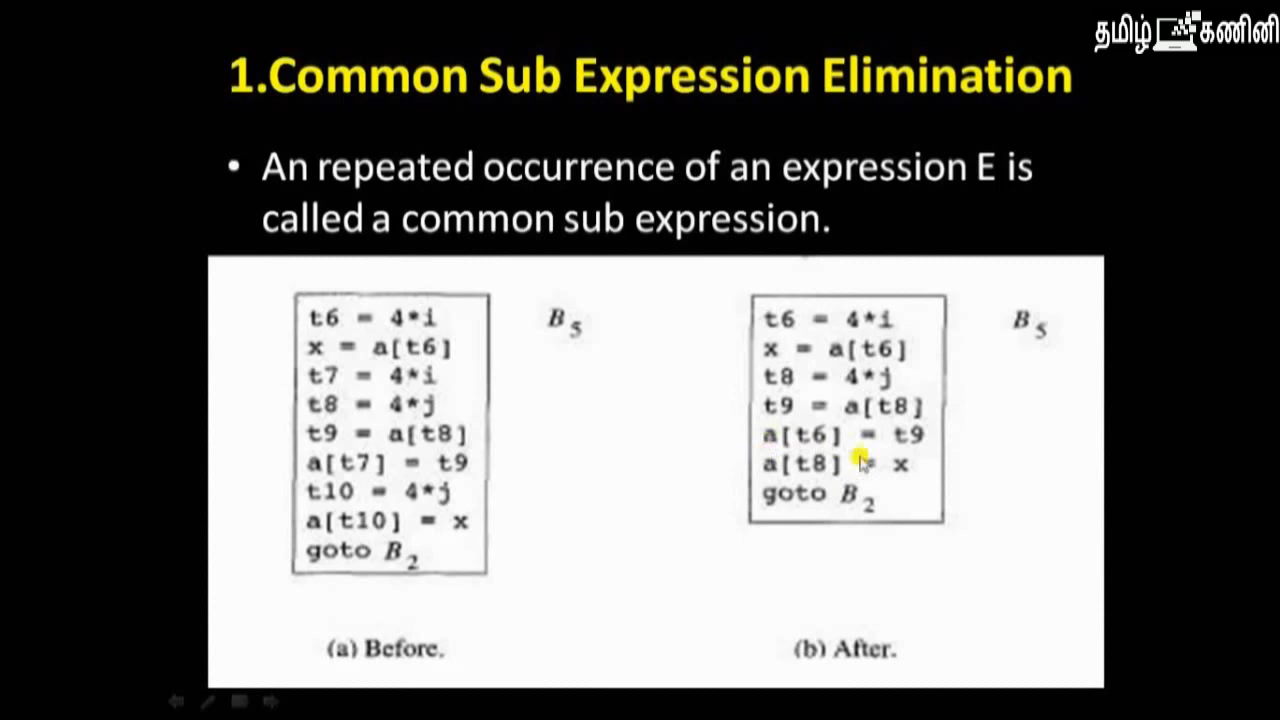 தமிழ் கணினி
1.Common Sub Expression Elimination
• An repeated occurrence of an expression E is
called a common sub expression.
t6 = 4*i
x = a[t6]
t7 = 4*i
t8 = 4*j
t9 = a[t8]
a[t7] = t9
t10 = 4*j
a[t10] = x
goto B2
B5
(a) Before.
t6 = 4*i
x = a[t6]
t8 = 4*j
t9 = a[t8]
a[t6] = t9
a[t8] = x
goto B2
B5
(b) After.